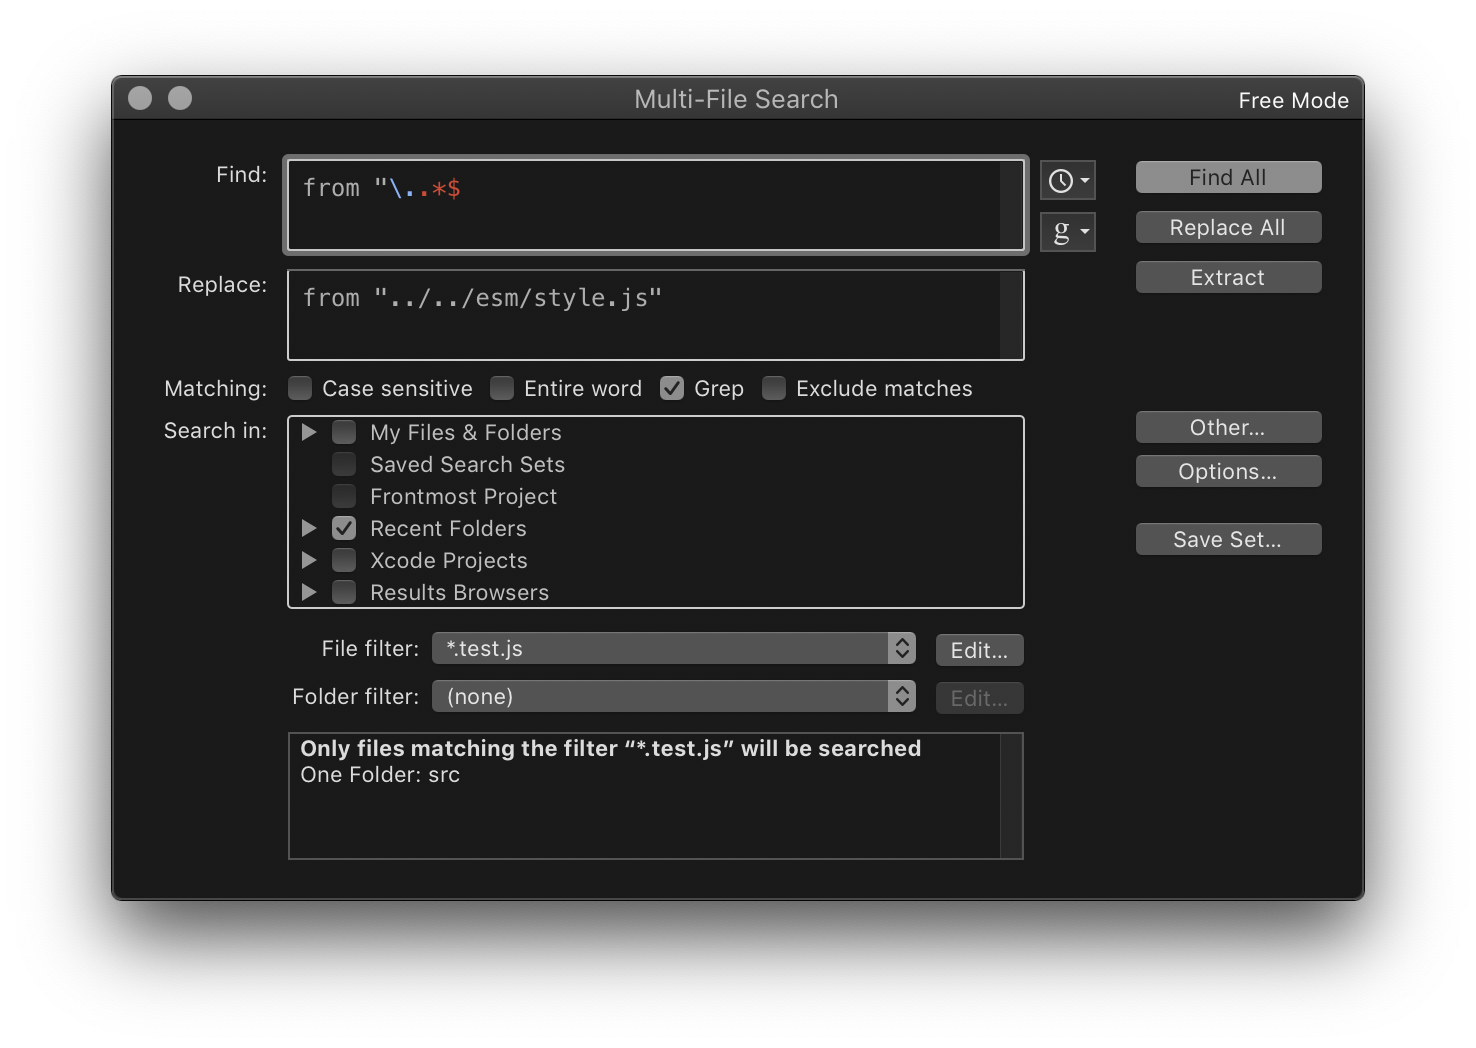 Multi-File Search
Free Mode
Find:
from "\..*$
g
Find All
Replace All
Extract
Replace:
from "../../esm/style.js"
Matching:
Case sensitive
Entire word
Grep
Exclude matches
Search in:
My Files & Folders
Saved Search Sets
Frontmost Project
Recent Folders
Xcode Projects
Results Browsers
Other...
Options...
Save Set...
File filter:
*.test.js
Edit...
Folder filter:
(none)
Edit...
Only files matching the filter “*.test.js” will be searched
One Folder: src